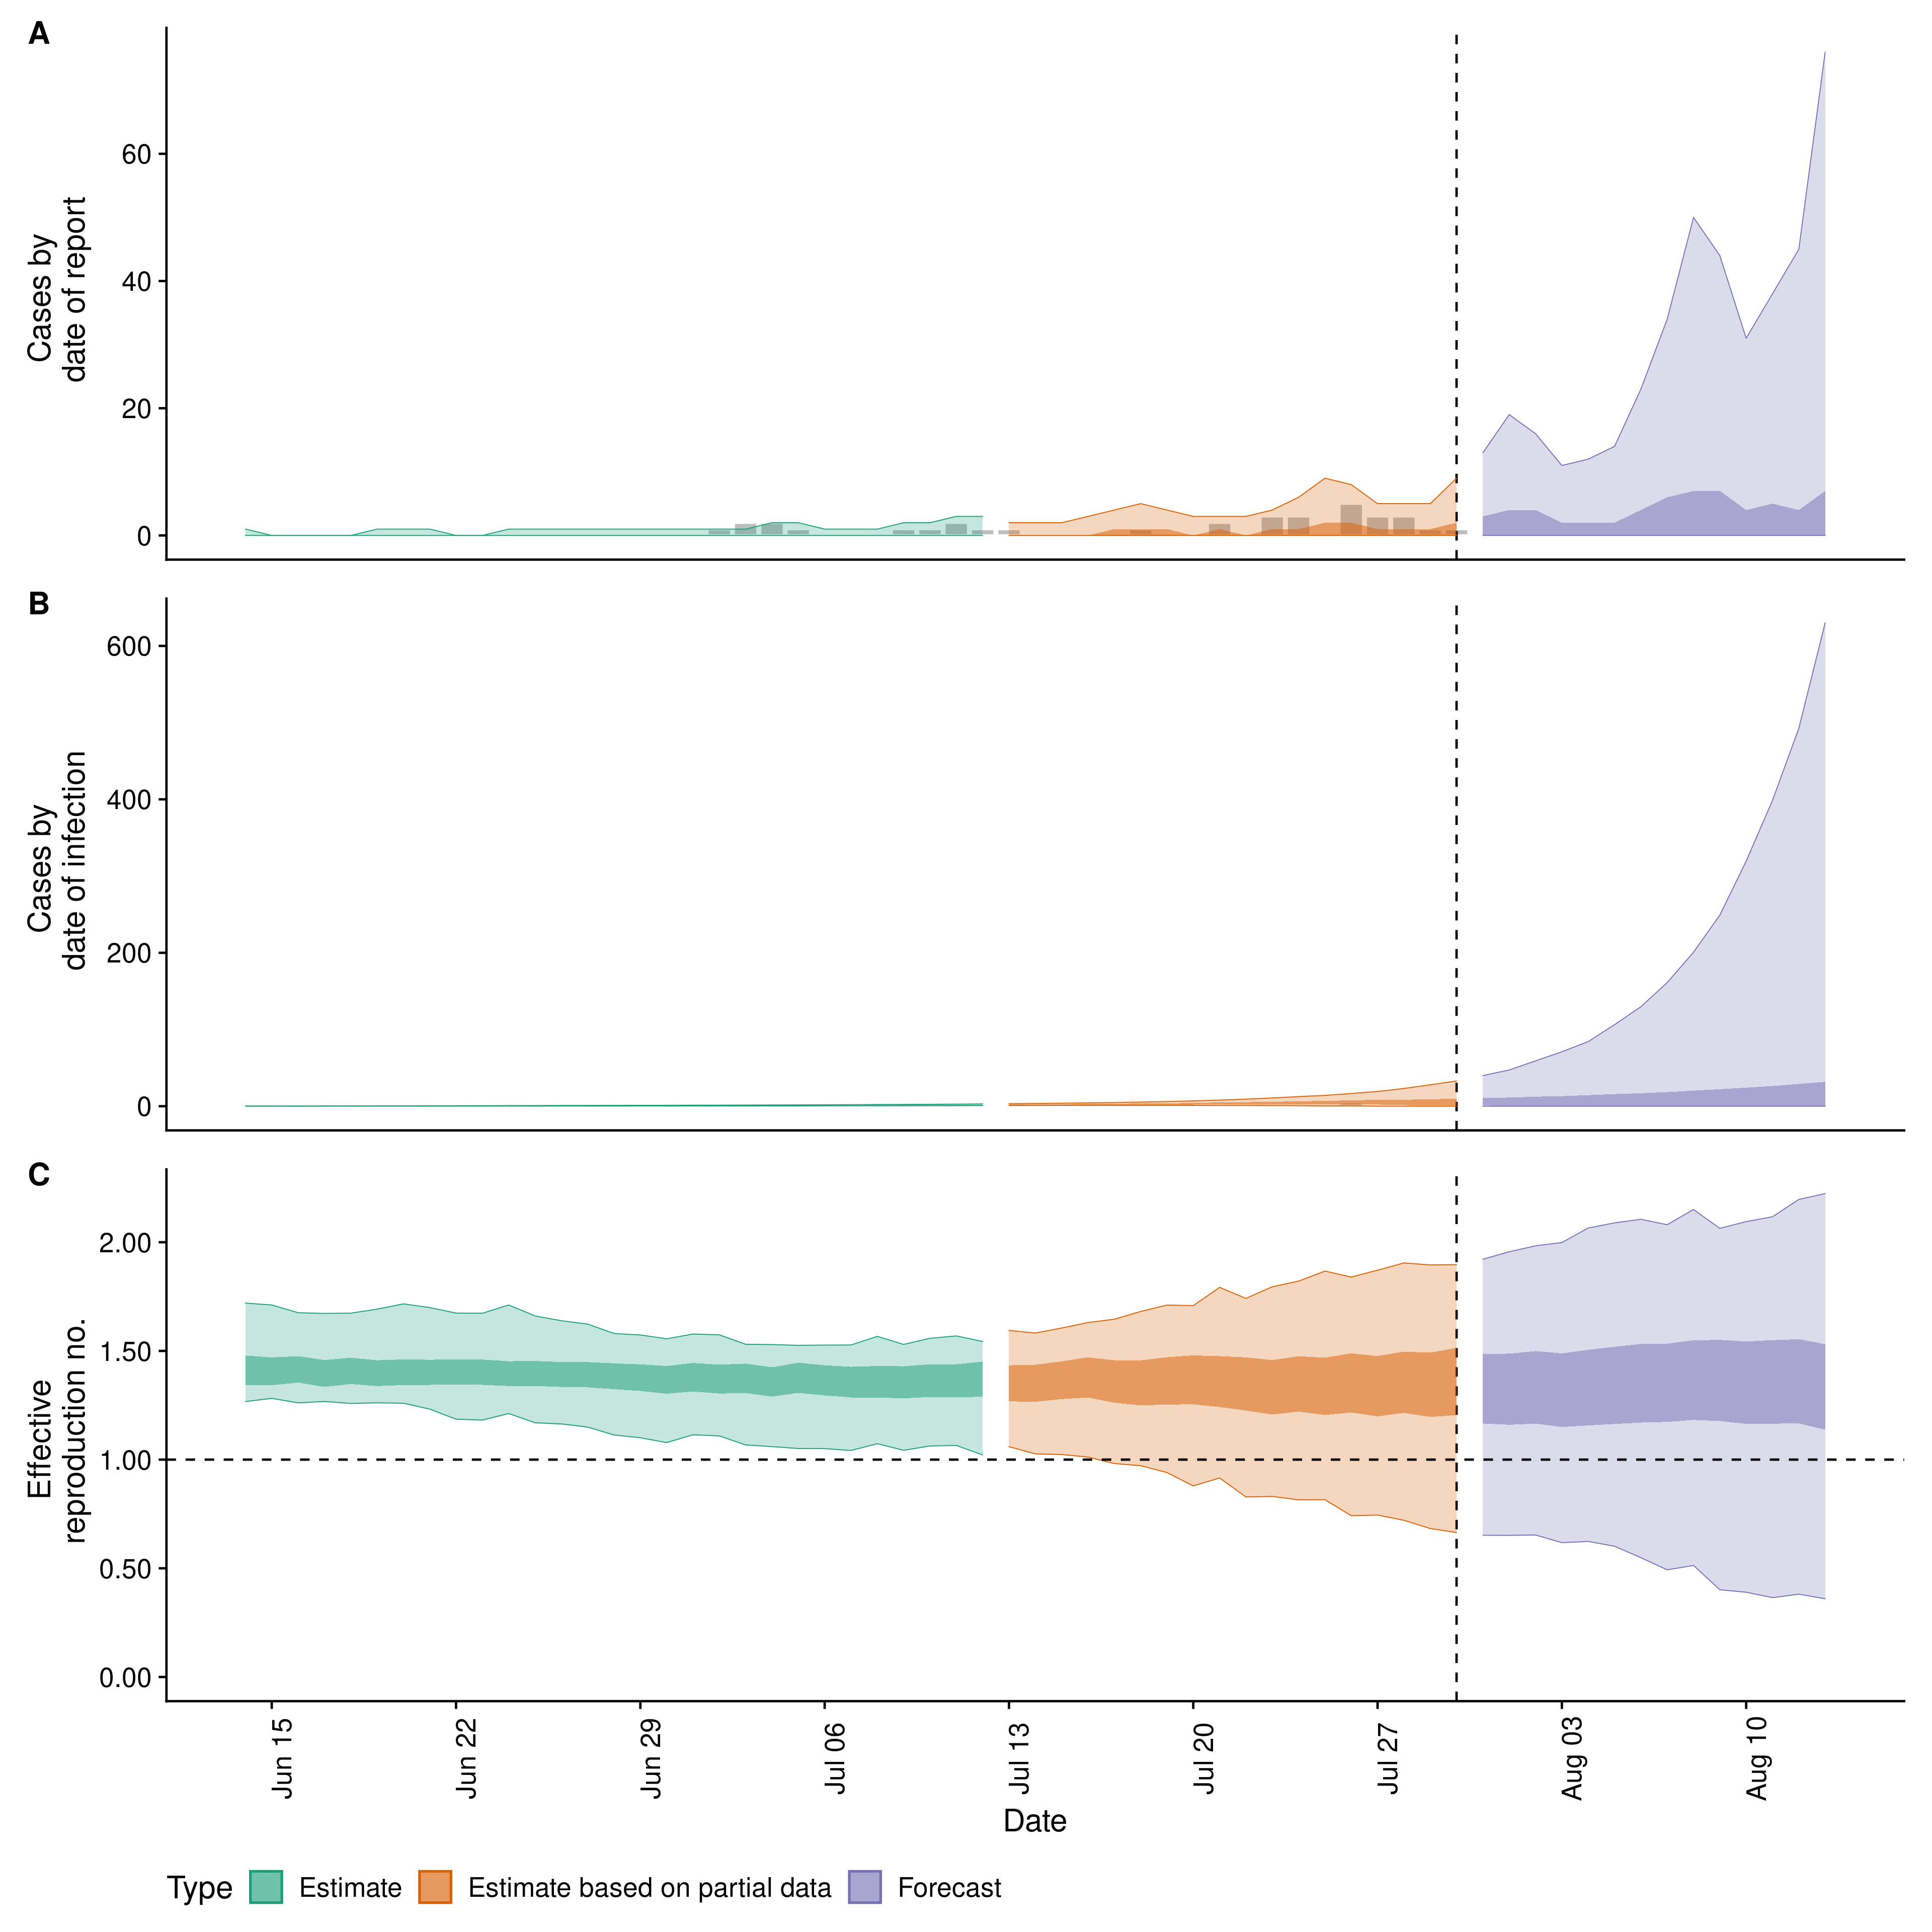 A
Cases by
date of report
60
40
20
0
B
Cases by
date of infection
600
400
200
0
C
Effective
reproduction no.
2.00
1.50
1.00
0.50
0.00
Jun 15
Jun 22
Jun 29
Jul 06
Jul 13
Jul 20
Jul 27
Aug 03
Aug 10
Date
Type Estimate Estimate based on partial data Forecast